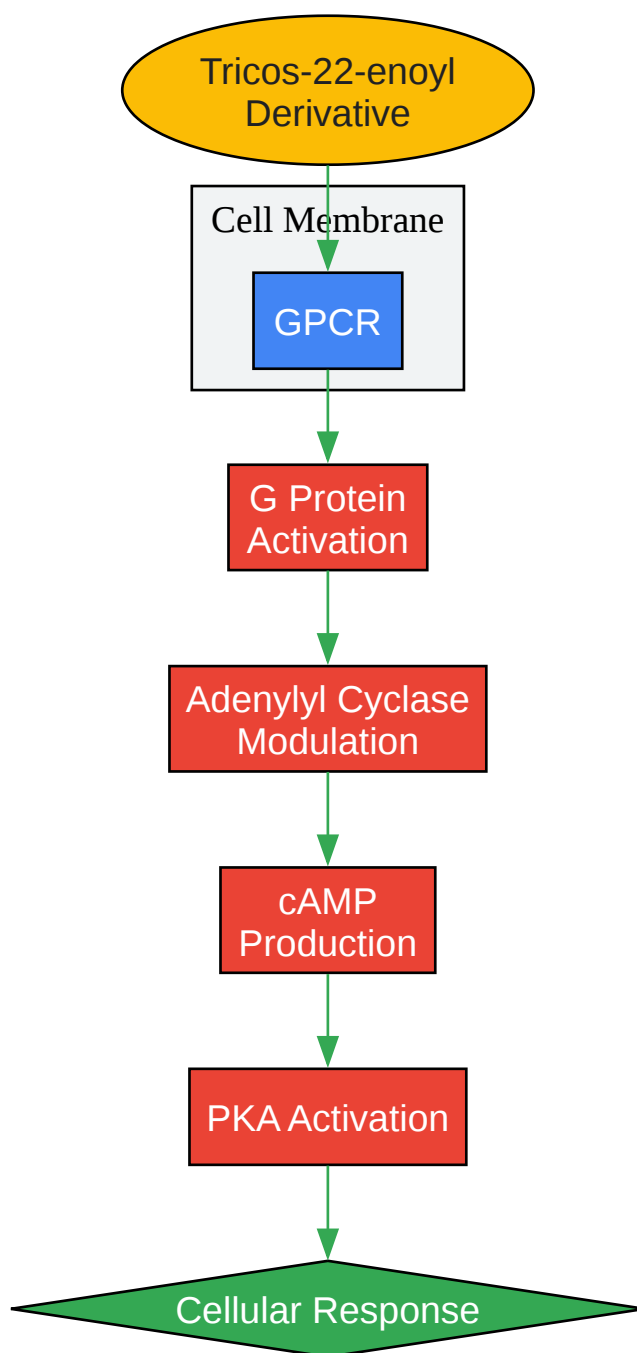 Tricos-22-enoyl
Derivative
Cell Membrane
GPCR
G Protein
Activation
Adenylyl Cyclase
Modulation
cAMP
Production
PKA Activation
Cellular Response